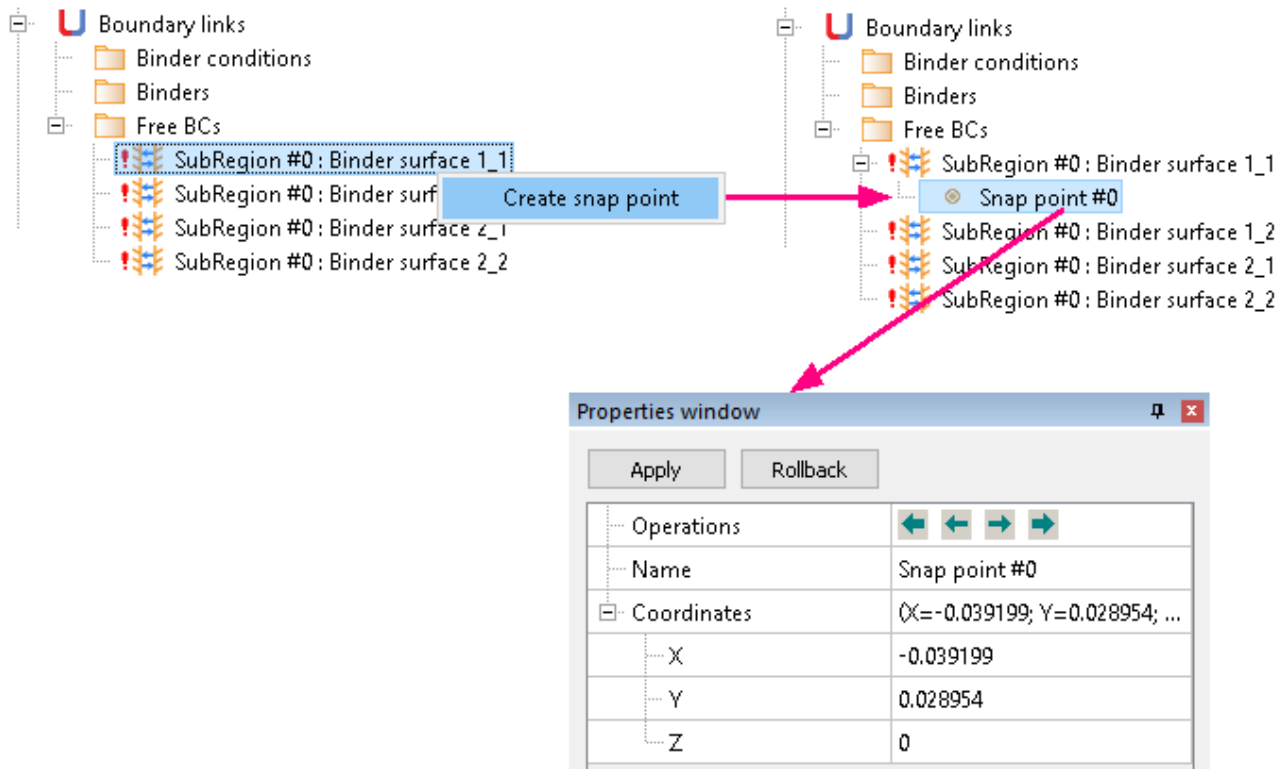 Boundary links
Binder conditions
Binders
Free BCs
SubRegion #0 : Binder surface 1_1
SubRegion #0 : Binder surf
Create snap point
SubRegion #0 : Binder surface 2_1
SubRegion #0 : Binder surface 2_2
Boundary links
Binder conditions
Binders
Free BCs
SubRegion #0 : Binder surface 1_1
Snap point #0
SubRegion #0 : Binder surface 1_2
SubRegion #0 : Binder surface 2_1
SubRegion #0 : Binder surface 2_2
Properties window
Apply Rollback
Operations
Name Snap point #0
Coordinates (X=-0.039199; Y=0.028954; ...
X -0.039199
Y 0.028954
Z 0